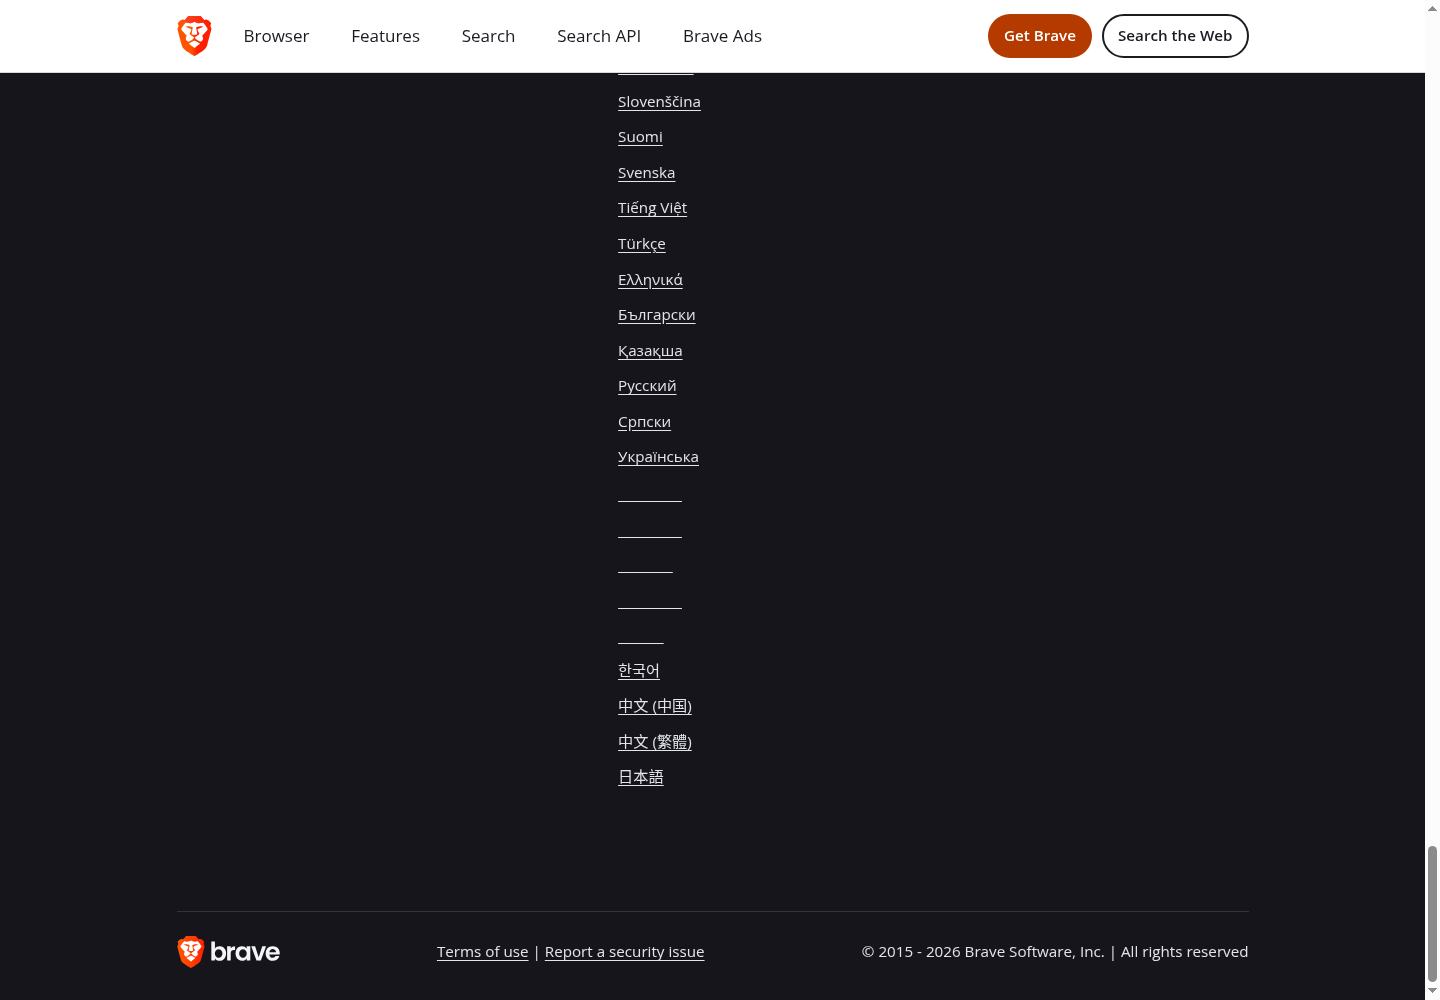 Browser
Features
Search
Search API
Brave Ads
Get Brave
Search the Web
Slovenščina
Suomi
Svenska
Tiếng Việt
Türkçe
Ελληνικά
Български
Қазақша
Русский
Српски
Українська
한국어
中文 (中国)
中文 (繁體)
日本語
brave
Terms of use | Report a security issue
© 2015 - 2026 Brave Software, Inc. | All rights reserved